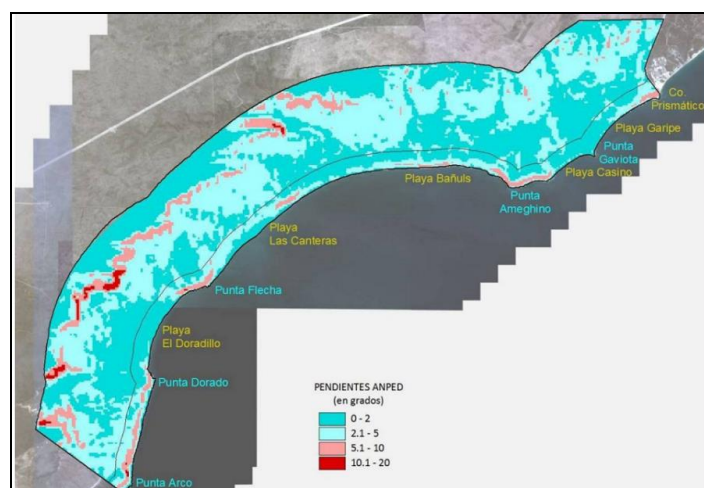 Co.
Prismático
Playa Garipe
Punta
Gaviota
Playa Casino
Playa Bañuls
Punta
Ameghino
Playa
Las Canteras
Punta Flecha
Playa
El Doradillo
Punta Dorado
Punta Arco
PENDIENTES ANPED
(en grados)
0 - 2
2.1 - 5
5.1 - 10
10.1 - 20